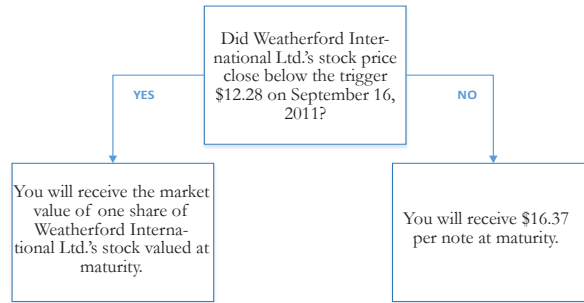 Did Weatherford Inter-
national Ltd.'s stock price
close below the trigger
$12.28 on September 16,
2011?
YES
NO
You will receive the market
value of one share of
Weatherford Interna-
tional Ltd.'s stock valued at
maturity.
You will receive $16.37
per note at maturity.